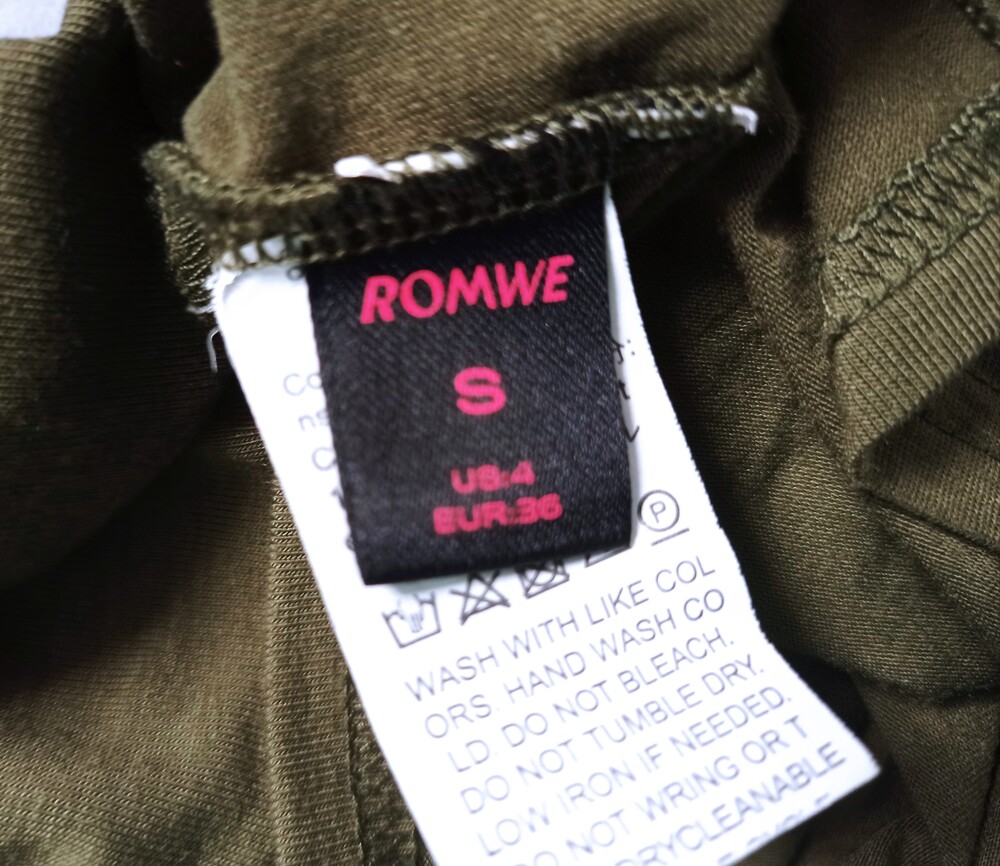 ROMWE
S
US:4
EUR:36
P
WASH WITH LIKE COL
ORS. HAND WASH CO
LD. DO NOT BLEACH.
DO NOT TUMBLE DRY.
LOW IRON IF NEEDED.
DO NOT WRING OR T
DRYCLEANABLE